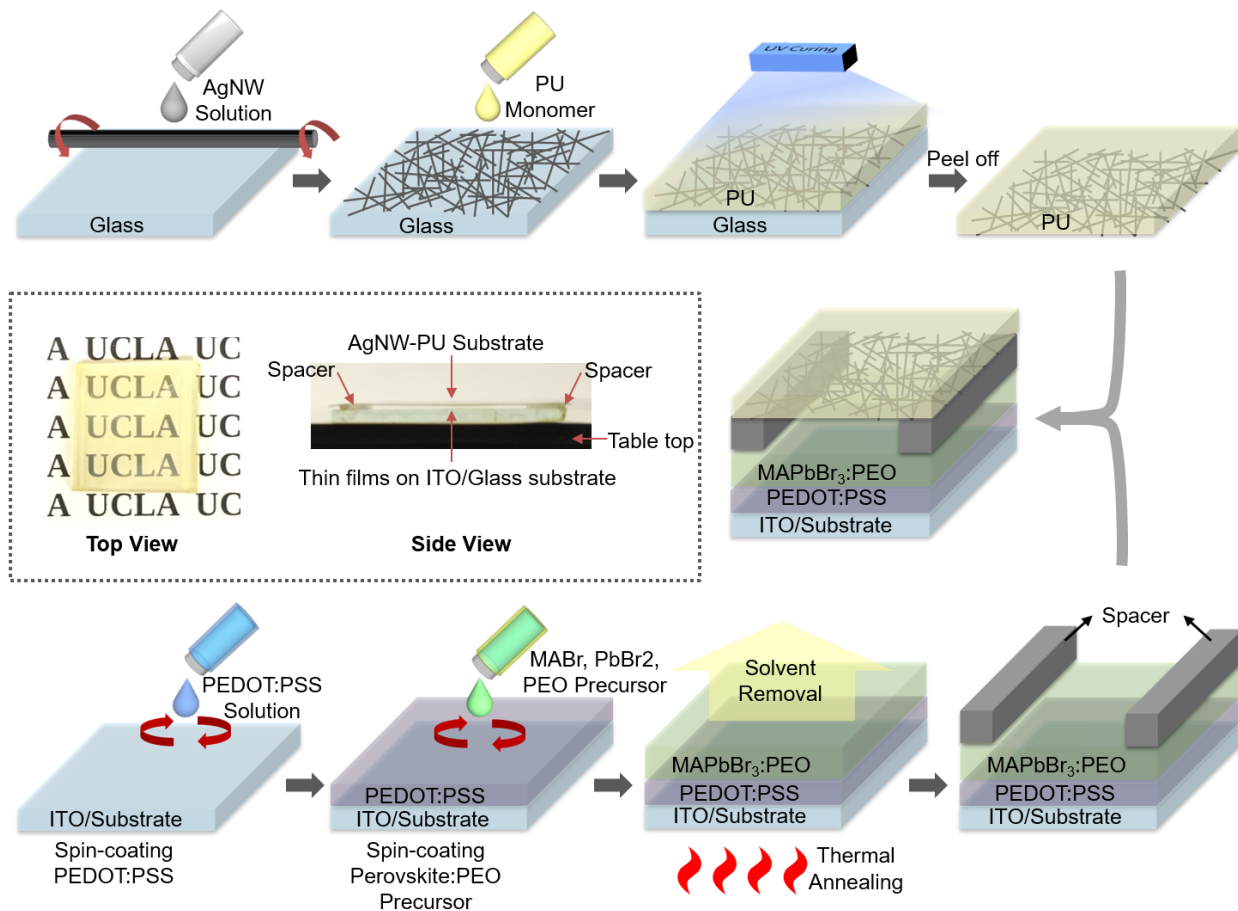 AgNW
Solution
Glass
PU
Monomer
Glass
UV Curing
PU
Glass
Peel off
PU
A UCLA UC
A UCLA UC
A UCLA UC
A UCLA UC
A UCLA UC
Top View
AgNW-PU Substrate
Spacer
Spacer
Table top
Thin films on ITO/Glass substrate
Side View
MAPbBr₃:PEO
PEDOT:PSS
ITO/Substrate
PEDOT:PSS
Solution
ITO/Substrate
Spin-coating
PEDOT:PSS
MABr, PbBr2,
PEO Precursor
PEDOT:PSS
ITO/Substrate
Spin-coating
Perovskite:PEO
Precursor
Solvent
Removal
MAPbBr₃:PEO
PEDOT:PSS
ITO/Substrate
Thermal
Annealing
Spacer
MAPbBr₃:PEO
PEDOT:PSS
ITO/Substrate